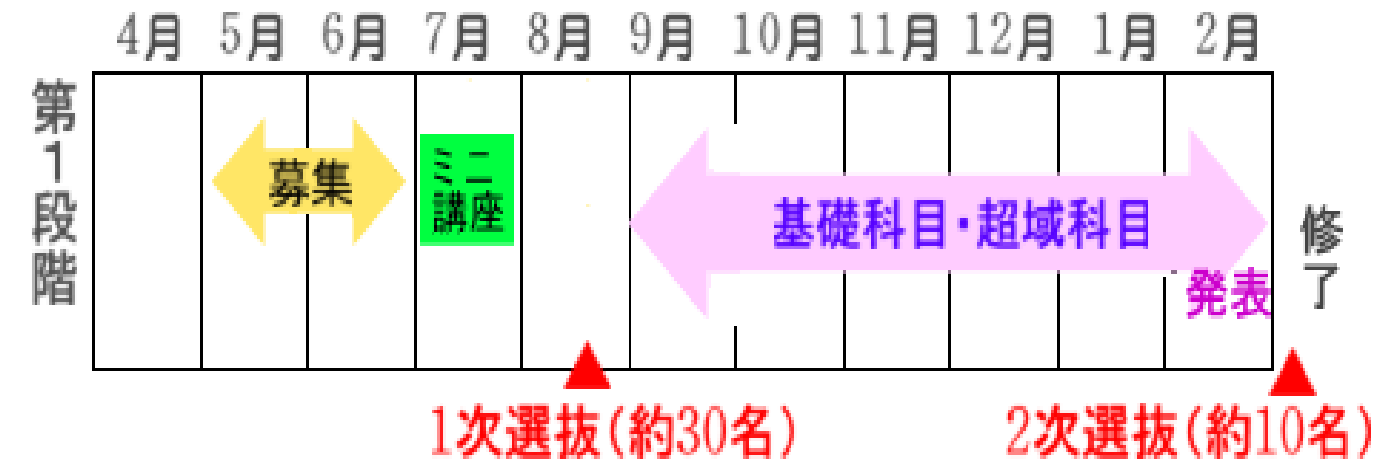 4月 5月 6月 7月 8月 9月 10月 11月 12月 1月 2月
第1段階
募集
ミニ
講座
基礎科目・超域科目
発表
修了
1次選抜(約30名)
2次選抜(約10名)